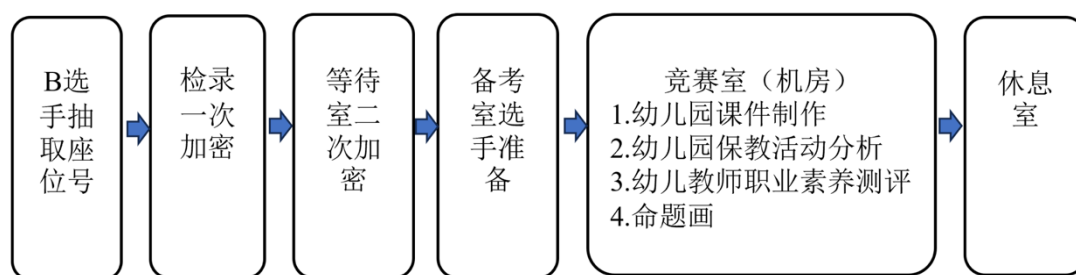 B选
手抽
取座
位号
检录
一次
加密
等待
室二
次加
密
备考
室选
手准
备
竞赛室（机房）
1.幼儿园课件制作
2.幼儿园保教活动分析
3.幼儿教师职业素养测评
4.命题画
休息
室